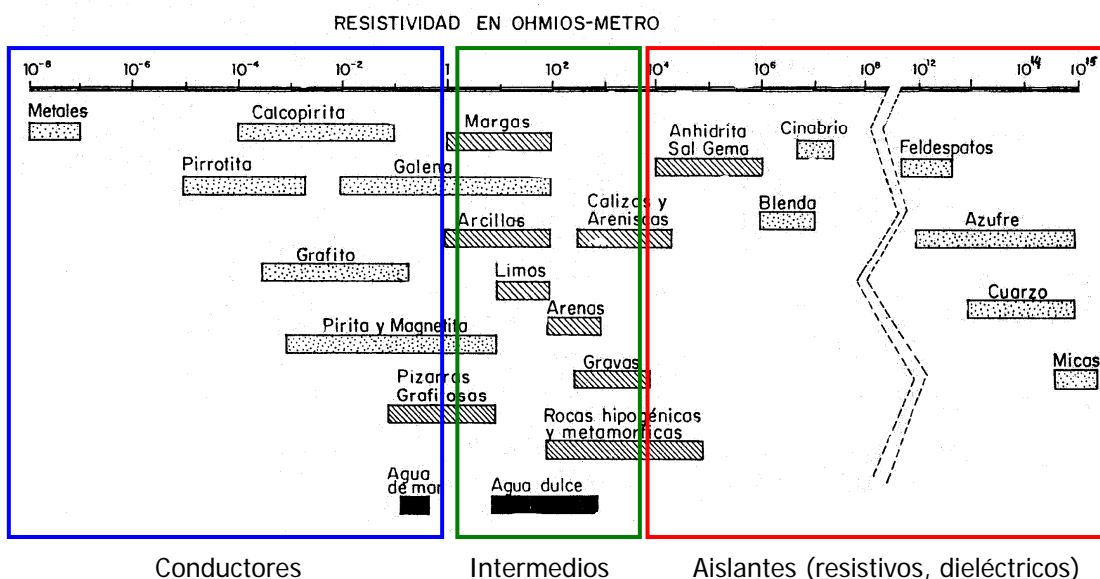 RESISTIVIDAD EN OHMIOS-METRO
10⁻⁸ 10⁻⁶ 10⁻⁴ 10⁻² 1 10² 10⁴ 10⁶ 10⁸ 10¹² 10¹⁴ 10¹⁵
Metales
Calcopirita
Margas
Anhidrita
Sal Gema
Cinabrio
Feldespatos
Pirrotita
Galena
Calizas y
Areniscas
Blenda
Arcillas
Azufre
Grafito
Limos
Arenas
Cuarzo
Pirita y Magnetita
Gravas
Micas
Pizarras
Grafitosas
Rocas hipogénicas
y metamorficas
Agua
de mar
Agua dulce
Conductores
Intermedios
Aislantes (resistivos, dieléctricos)